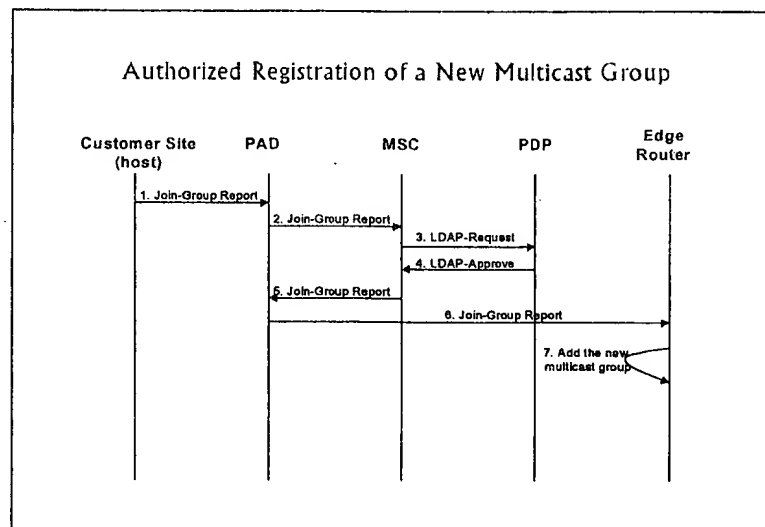 Authorized Registration of a New Multicast Group
Customer Site
(host)
PAD
MSC
PDP
Edge
Router
1. Join-Group Report
2. Join-Group Report
3. LDAP-Request
4. LDAP-Approve
5. Join-Group Report
6. Join-Group Report
7. Add the new
multicast group